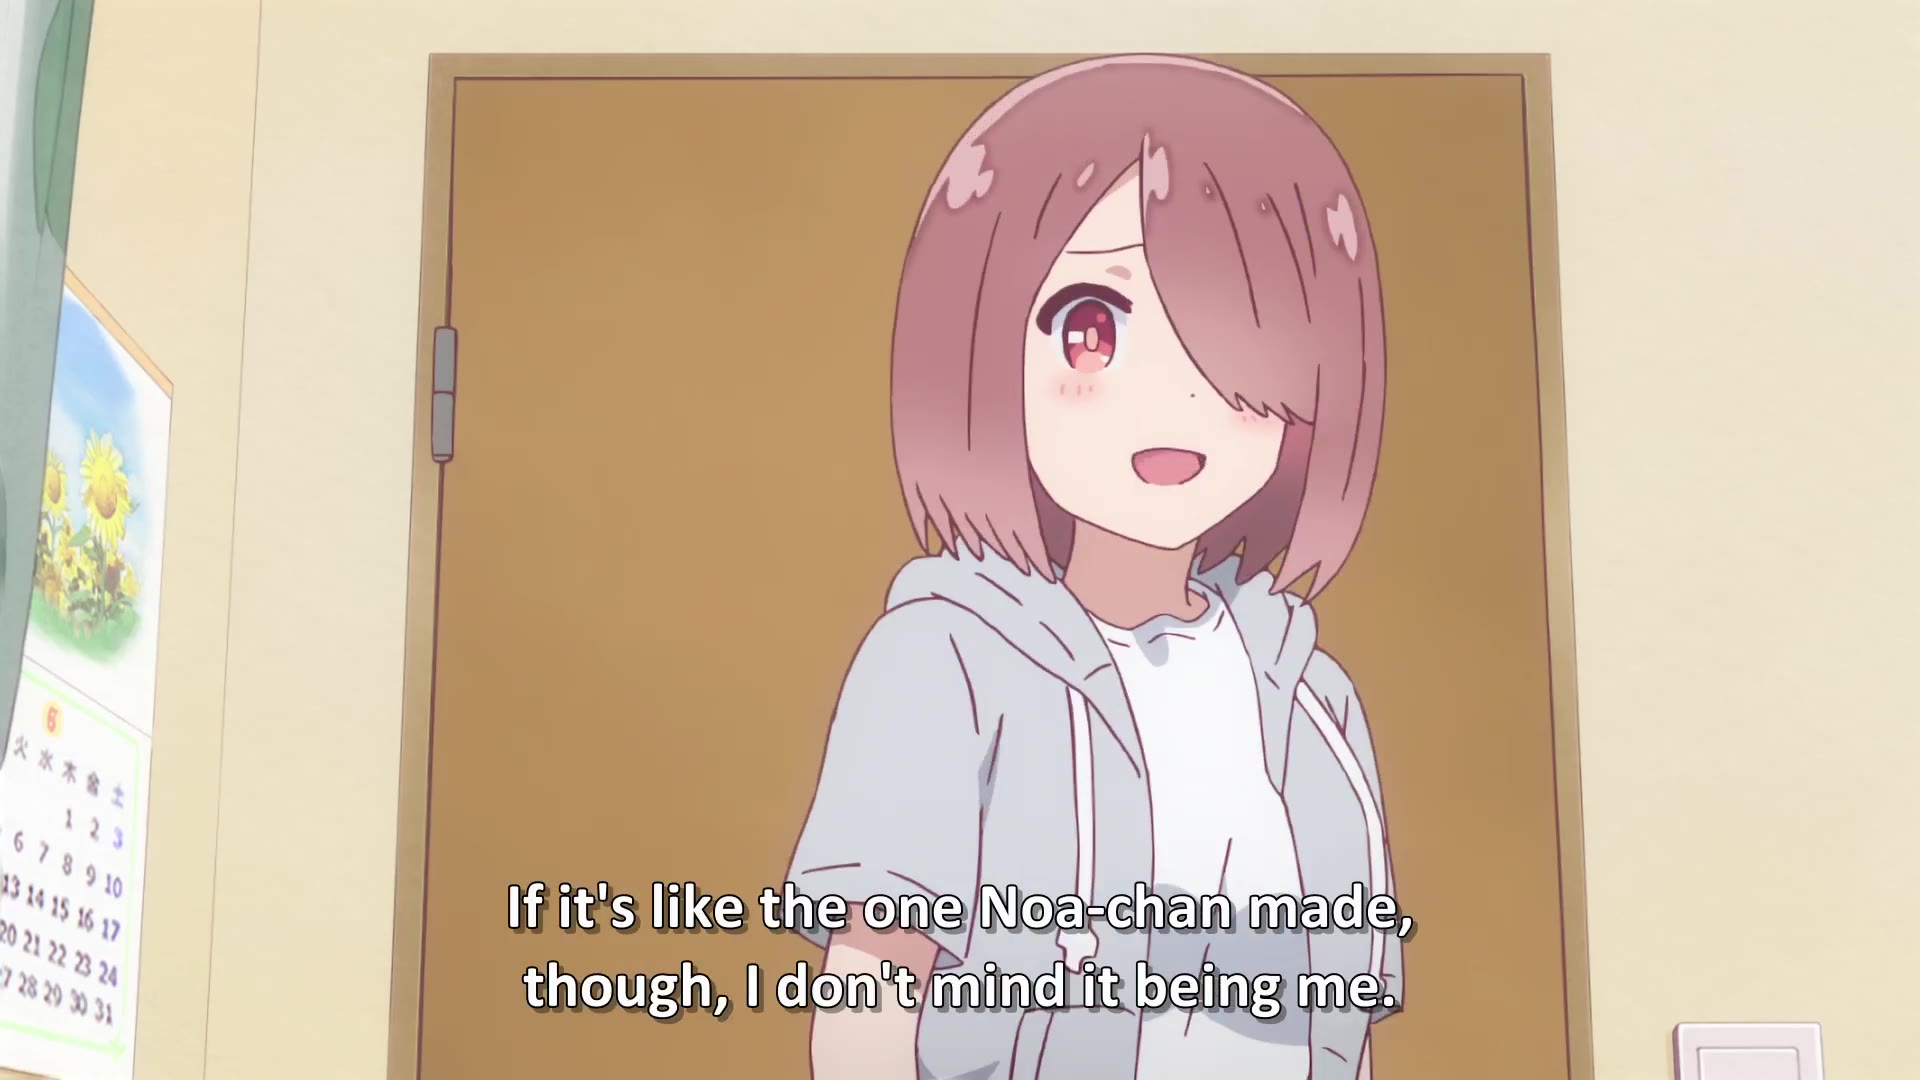 6
火 水 木 金 土
1 2 3
6 7 8 9 10
13 14 15 16 17
20 21 22 23 24
27 28 29 30 31
If it's like the one Noa-chan made,
though, I don't mind it being me.